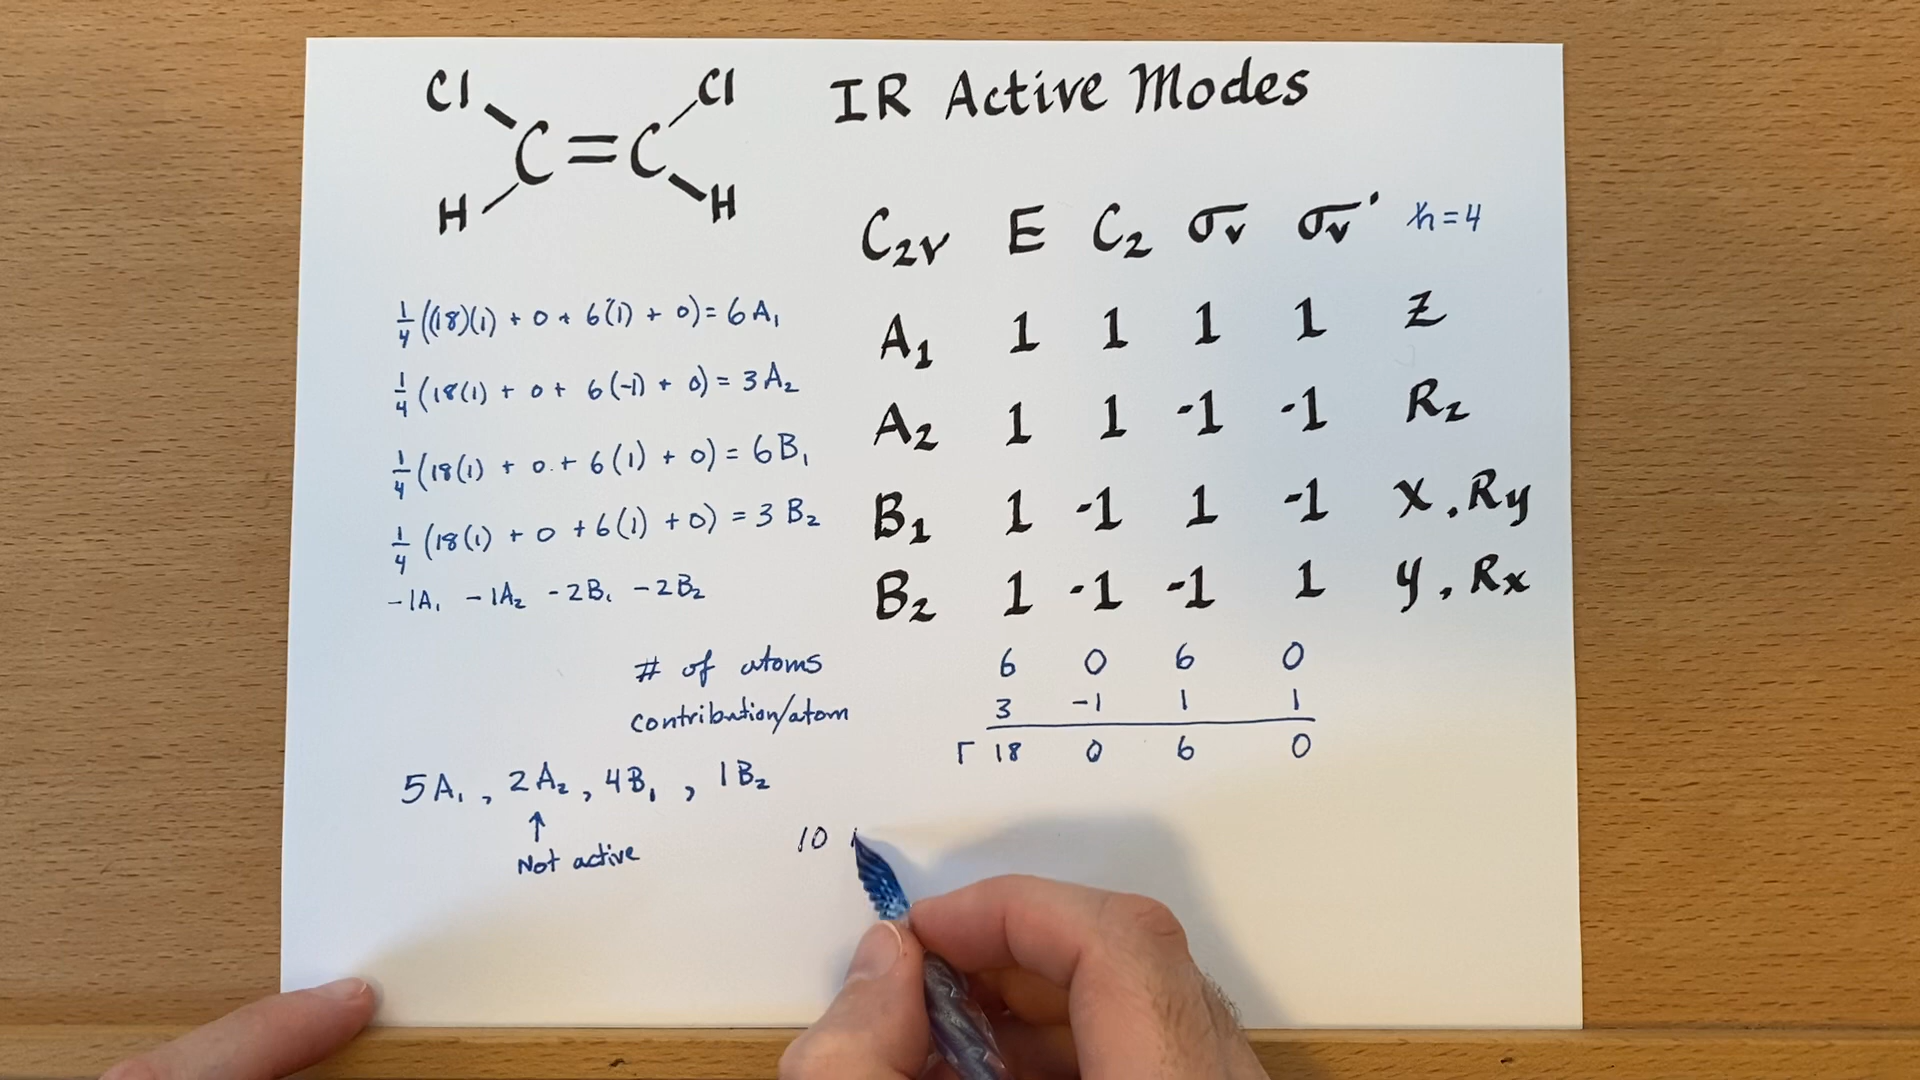 Cl Cl
C=C
H H
IR Active Modes
C₂ᵥ E C₂ σᵥ σᵥ' h=4
A₁ 1 1 1 1 Z
A₂ 1 1 -1 -1 Rz
B₁ 1 -1 1 -1 X, Ry
B₂ 1 -1 -1 1 y, Rx
1/4 ((18)(1) + 0 + 6(1) + 0) = 6A₁
1/4 (18(1) + 0 + 6(-1) + 0) = 3A₂
1/4 (18(1) + 0 + 6(1) + 0) = 6B₁
1/4 (18(1) + 0 + 6(1) + 0) = 3B₂
-1A₁ -1A₂ -2B₁ -2B₂
# of atoms 6 0 6 0
contribution/atom 3 -1 1 1
Γ 18 0 6 0
5A₁, 2A₂, 4B₁, 1B₂
↑
Not active
10